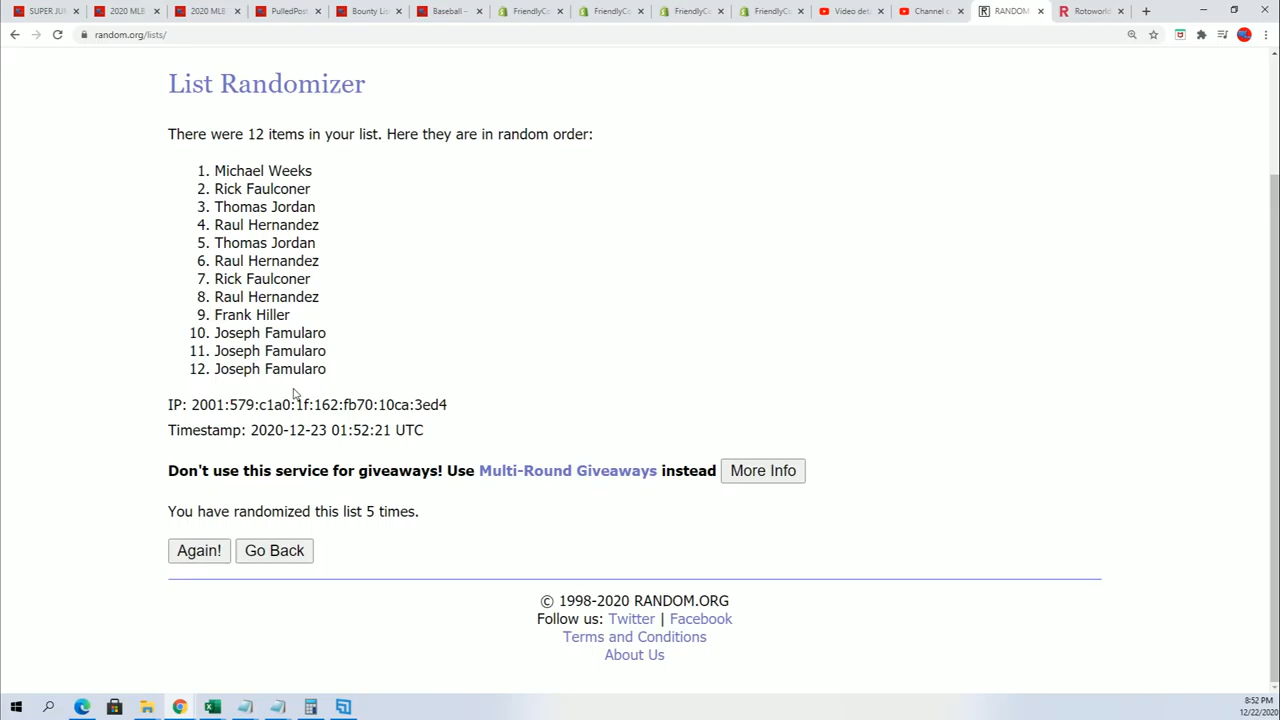 SUPER JU
2020 MLB
2020 MLB
PulledPost
Bounty Li
Baseball –
FriendlyCo
FriendlyCo
FriendlyCo
FriendlyCo
Video det
Channel c
RANDOM
Rotoworld
random.org/lists/
List Randomizer
There were 12 items in your list. Here they are in random order:
1. Michael Weeks
2. Rick Faulconer
3. Thomas Jordan
4. Raul Hernandez
5. Thomas Jordan
6. Raul Hernandez
7. Rick Faulconer
8. Raul Hernandez
9. Frank Hiller
10. Joseph Famularo
11. Joseph Famularo
12. Joseph Famularo
IP: 2001:579:c1a0:1f:162:fb70:10ca:3ed4
Timestamp: 2020-12-23 01:52:21 UTC
Don't use this service for giveaways! Use Multi-Round Giveaways instead More Info
You have randomized this list 5 times.
Again! Go Back
© 1998-2020 RANDOM.ORG
Follow us: Twitter | Facebook
Terms and Conditions
About Us
8:52 PM
12/22/2020